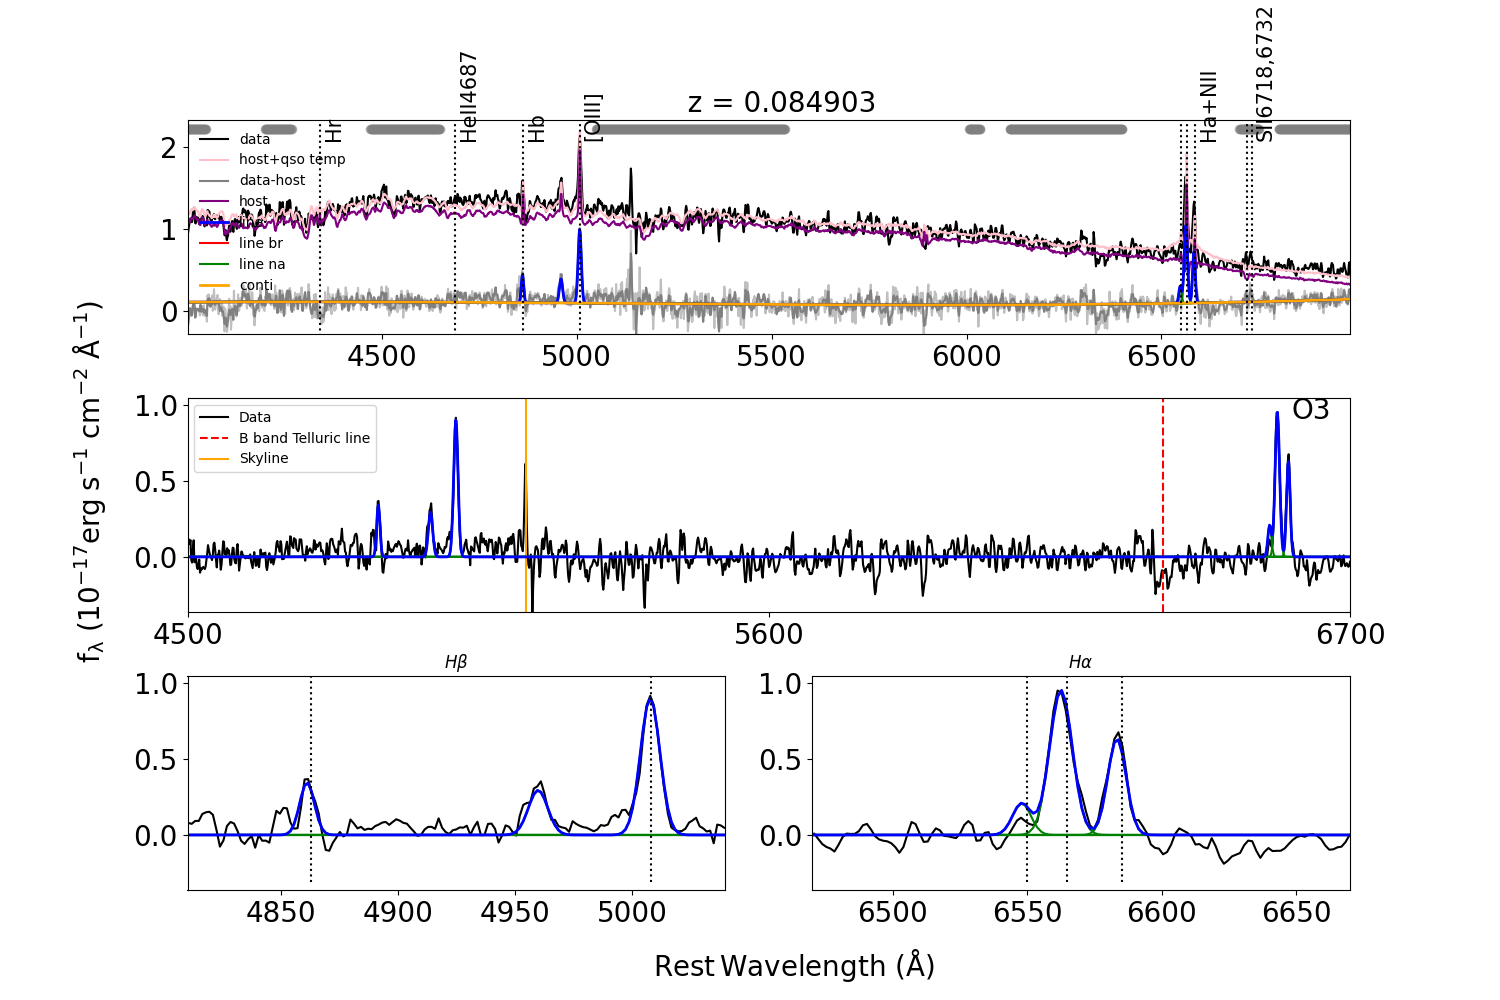 z = 0.084903
Hr
HeII4687
Hb
[OIII]
Ha+NII
SII6718,6732
data
host+qso temp
data-host
host
line br
line na
conti
2
1
0
4500 5000 5500 6000 6500
fλ (10−17erg s−1 cm−2 Å−1)
Data
B band Telluric line
Skyline
O3
1.0
0.5
0.0
4500 5600 6700
Hβ
1.0
0.5
0.0
4850 4900 4950 5000
Hα
1.0
0.5
0.0
6500 6550 6600 6650
Rest Wavelength (Å)